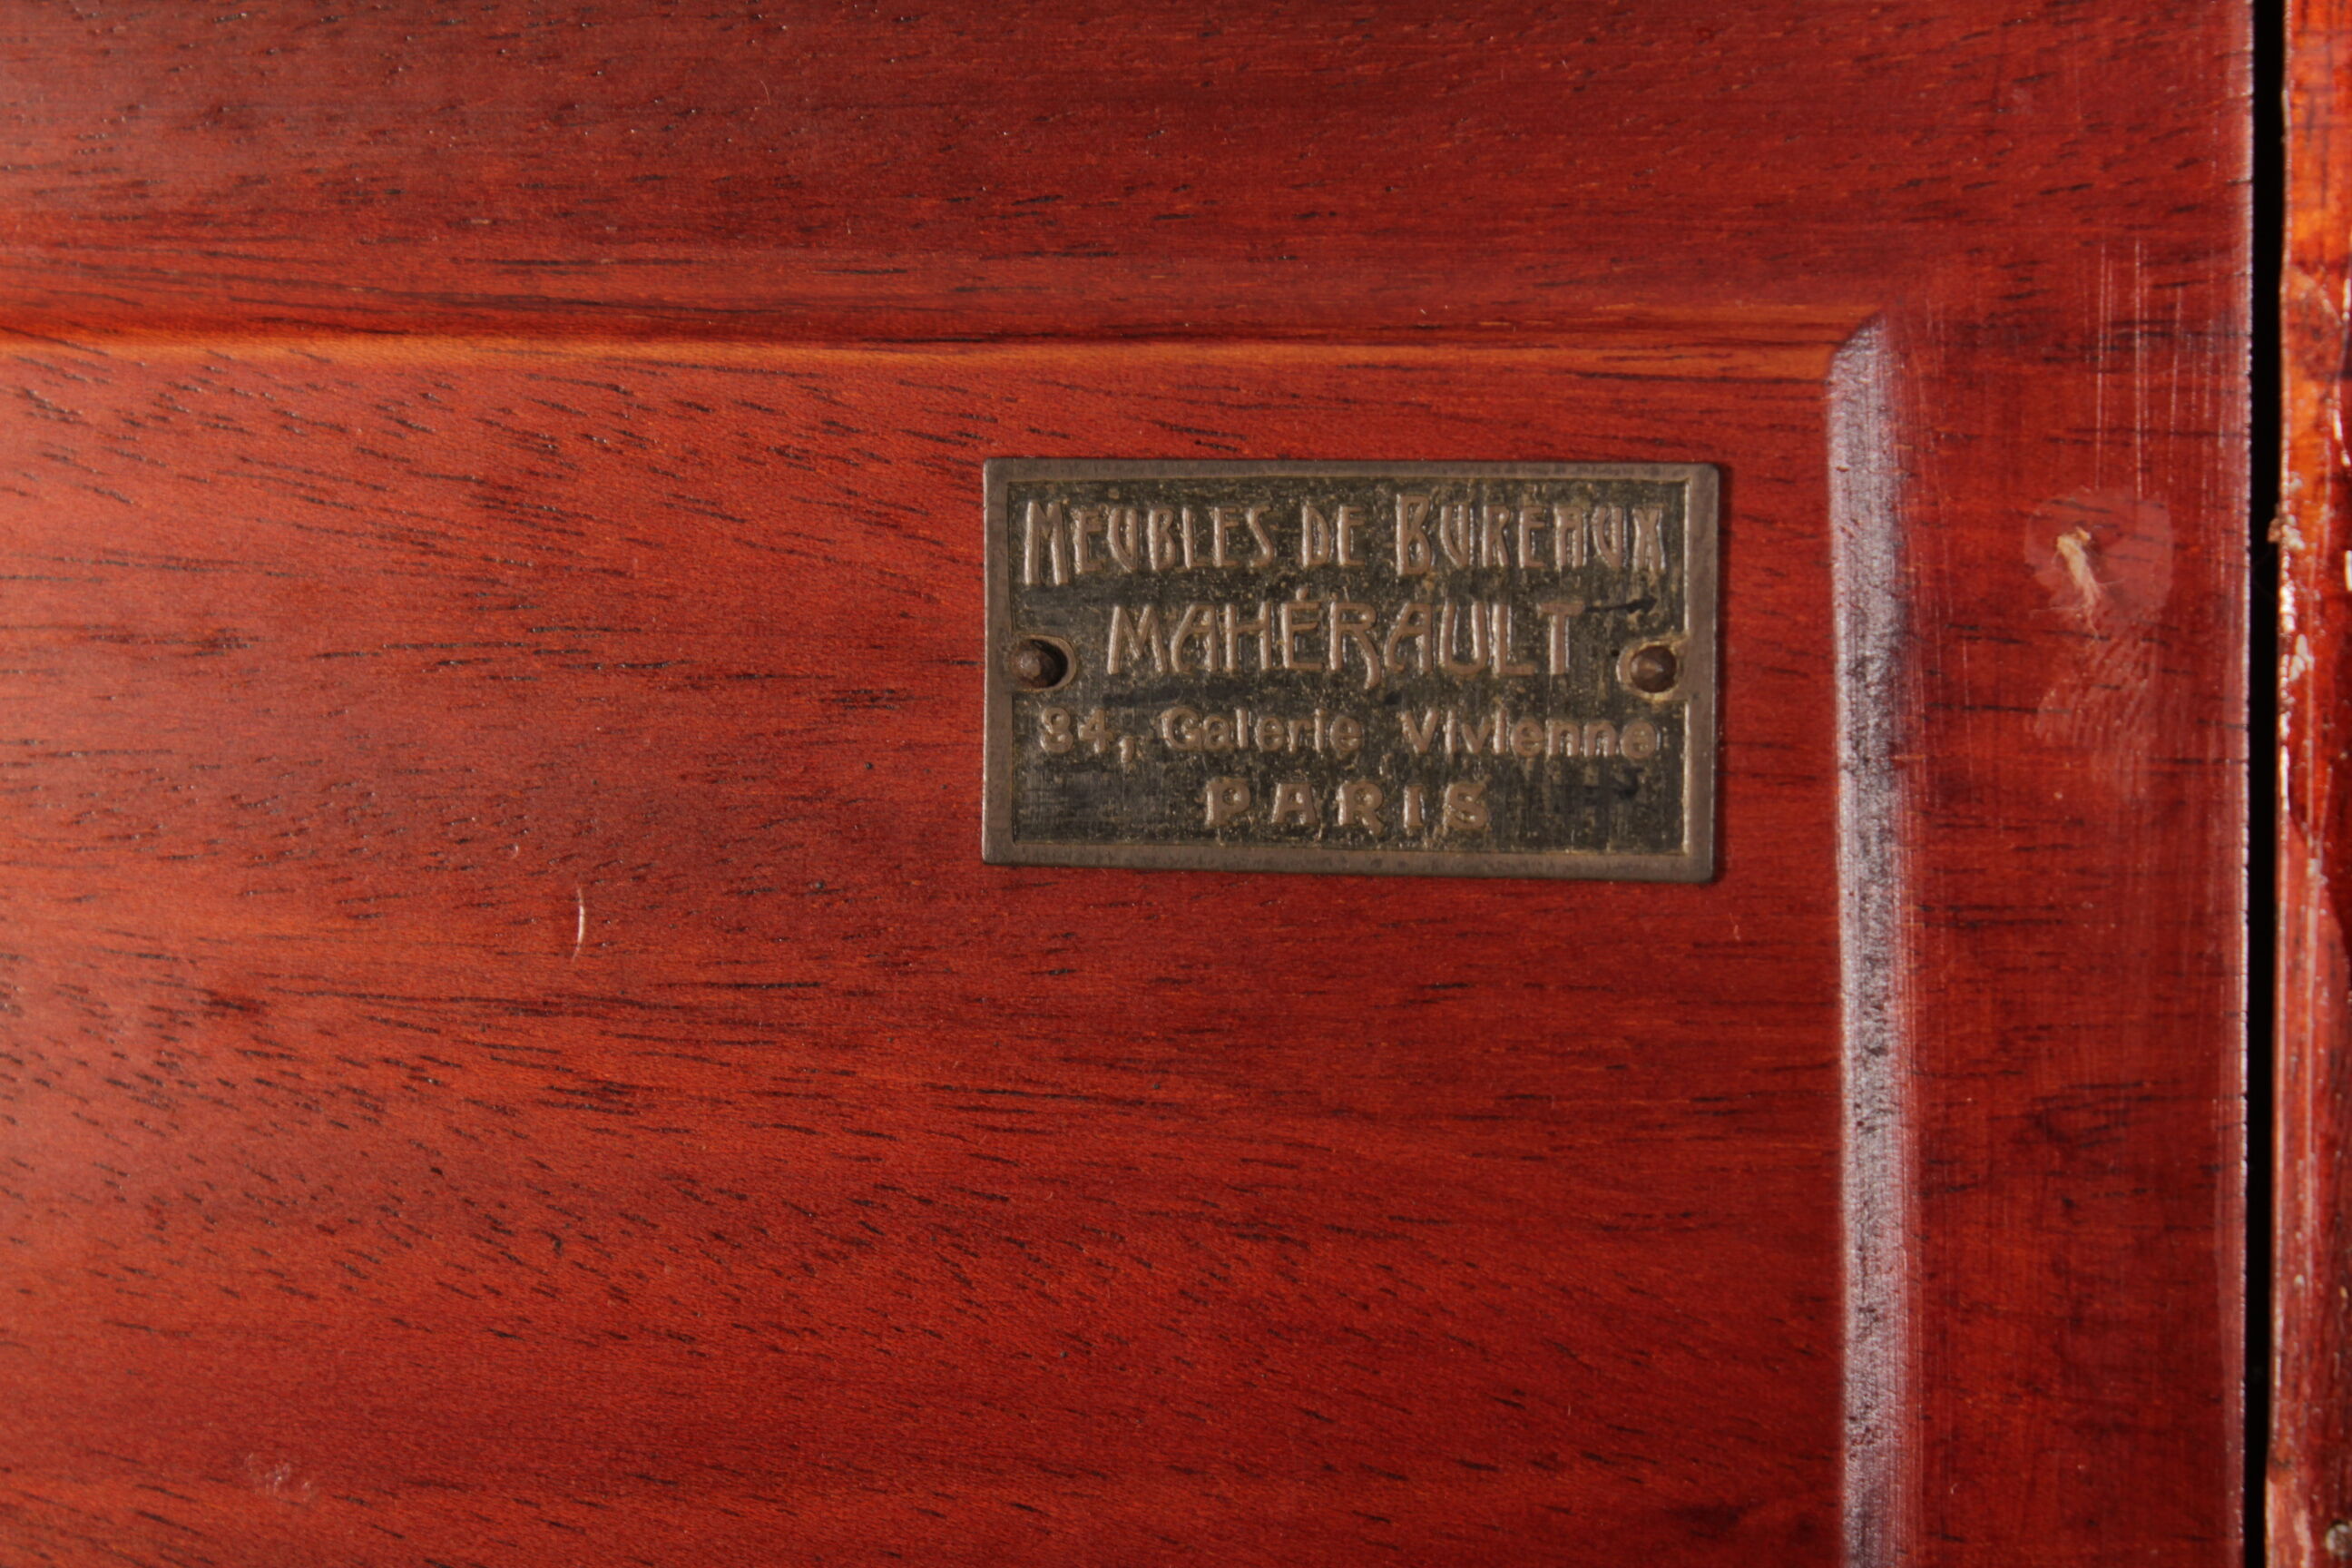 MEUBLES DE BUREAUX
MAHÉRAULT
34, Galerie Vivienne
PARIS